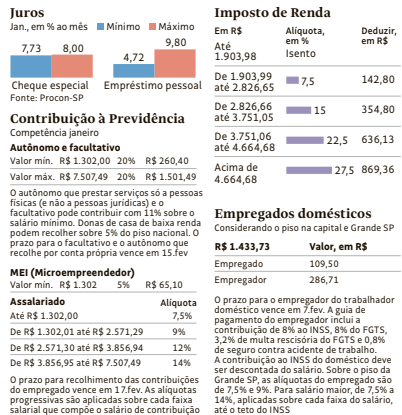 Juros
Jan., em % ao mês Mínimo Máximo
7,73 8,00 4,72 9,80
Cheque especial Empréstimo pessoal
Fonte: Procon-SP
Contribuição à Previdência
Competência janeiro
Autônomo e facultativo
Valor mín. R$ 1.302,00 20% R$ 260,40
Valor máx. R$ 7.507,49 20% R$ 1.501,49
O autônomo que prestar serviços só a pessoas
físicas (e não a pessoas jurídicas) e o
facultativo pode contribuir com 11% sobre o
salário mínimo. Donas de casa de baixa renda
podem recolher sobre 5% do piso nacional. O
prazo para o facultativo e o autônomo que
recolhe por conta própria vence em 15.fev
MEI (Microempreendedor)
Valor mín. R$ 1.302 5% R$ 65,10
Assalariado Alíquota
Até R$ 1.302,00 7,5%
De R$ 1.302,01 até R$ 2.571,29 9%
De R$ 2.571,30 até R$ 3.856,94 12%
De R$ 3.856,95 até R$ 7.507,49 14%
O prazo para recolhimento das contribuições
do empregado vence em 17.fev. As alíquotas
progressivas são aplicadas sobre cada faixa
salarial que compõe o salário de contribuição
Imposto de Renda
Em R$ Alíquota, em % Deduzir, em R$
Até
1.903,98 Isento
De 1.903,99
até 2.826,65 7,5 142,80
De 2.826,66
até 3.751,05 15 354,80
De 3.751,06
até 4.664,68 22,5 636,13
Acima de
4.664,68 27,5 869,36
Empregados domésticos
Considerando o piso na capital e Grande SP
R$ 1.433,73 Valor, em R$
Empregado 109,50
Empregador 286,71
O prazo para o empregador do trabalhador
doméstico vence em 7.fev. A guia de
pagamento do empregador inclui a
contribuição de 8% ao INSS, 8% do FGTS,
3,2% de multa rescisória do FGTS e 0,8%
de seguro contra acidente de trabalho.
A contribuição ao INSS do doméstico deve
ser descontada do salário. Sobre o piso da
Grande SP, as alíquotas do empregado são
de 7,5% e 9%. Para salário maior, de 7,5% a
14%, aplicadas sobre cada faixa do salário,
até o teto do INSS